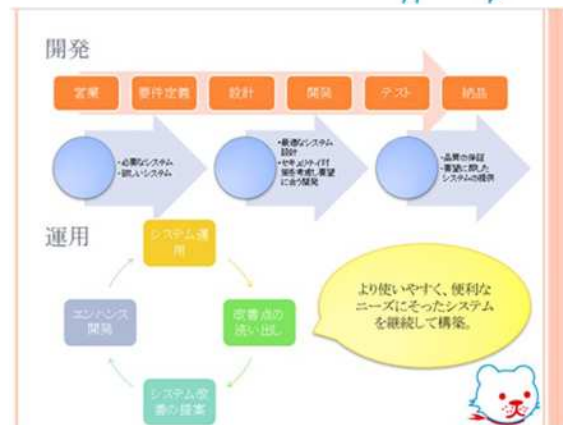 開発
営業
要件定義
設計
開発
テスト
納品
・必要なシステム
・欲しいシステム
・最適なシステム
設計
・セキュリティ対
策を考慮し要望
に合う開発
・品質の保証
・要望に即した
システムの提供
運用
システム運
用
改善点の
洗い出し
システム改
善の提案
エンハンス
開発
より使いやすく、便利な
ニーズにそったシステム
を継続して構築。